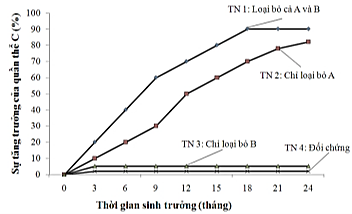 Sự tăng trưởng của quần thể C (%)
100
90
80
70
60
50
40
30
20
10
0
TN 1: Loại bỏ cả A và B
TN 2: Chỉ loại bỏ A
TN 3: Chỉ loại bỏ B
TN 4: Đối chứng
0 3 6 9 12 15 18 21 24
Thời gian sinh trưởng (tháng)